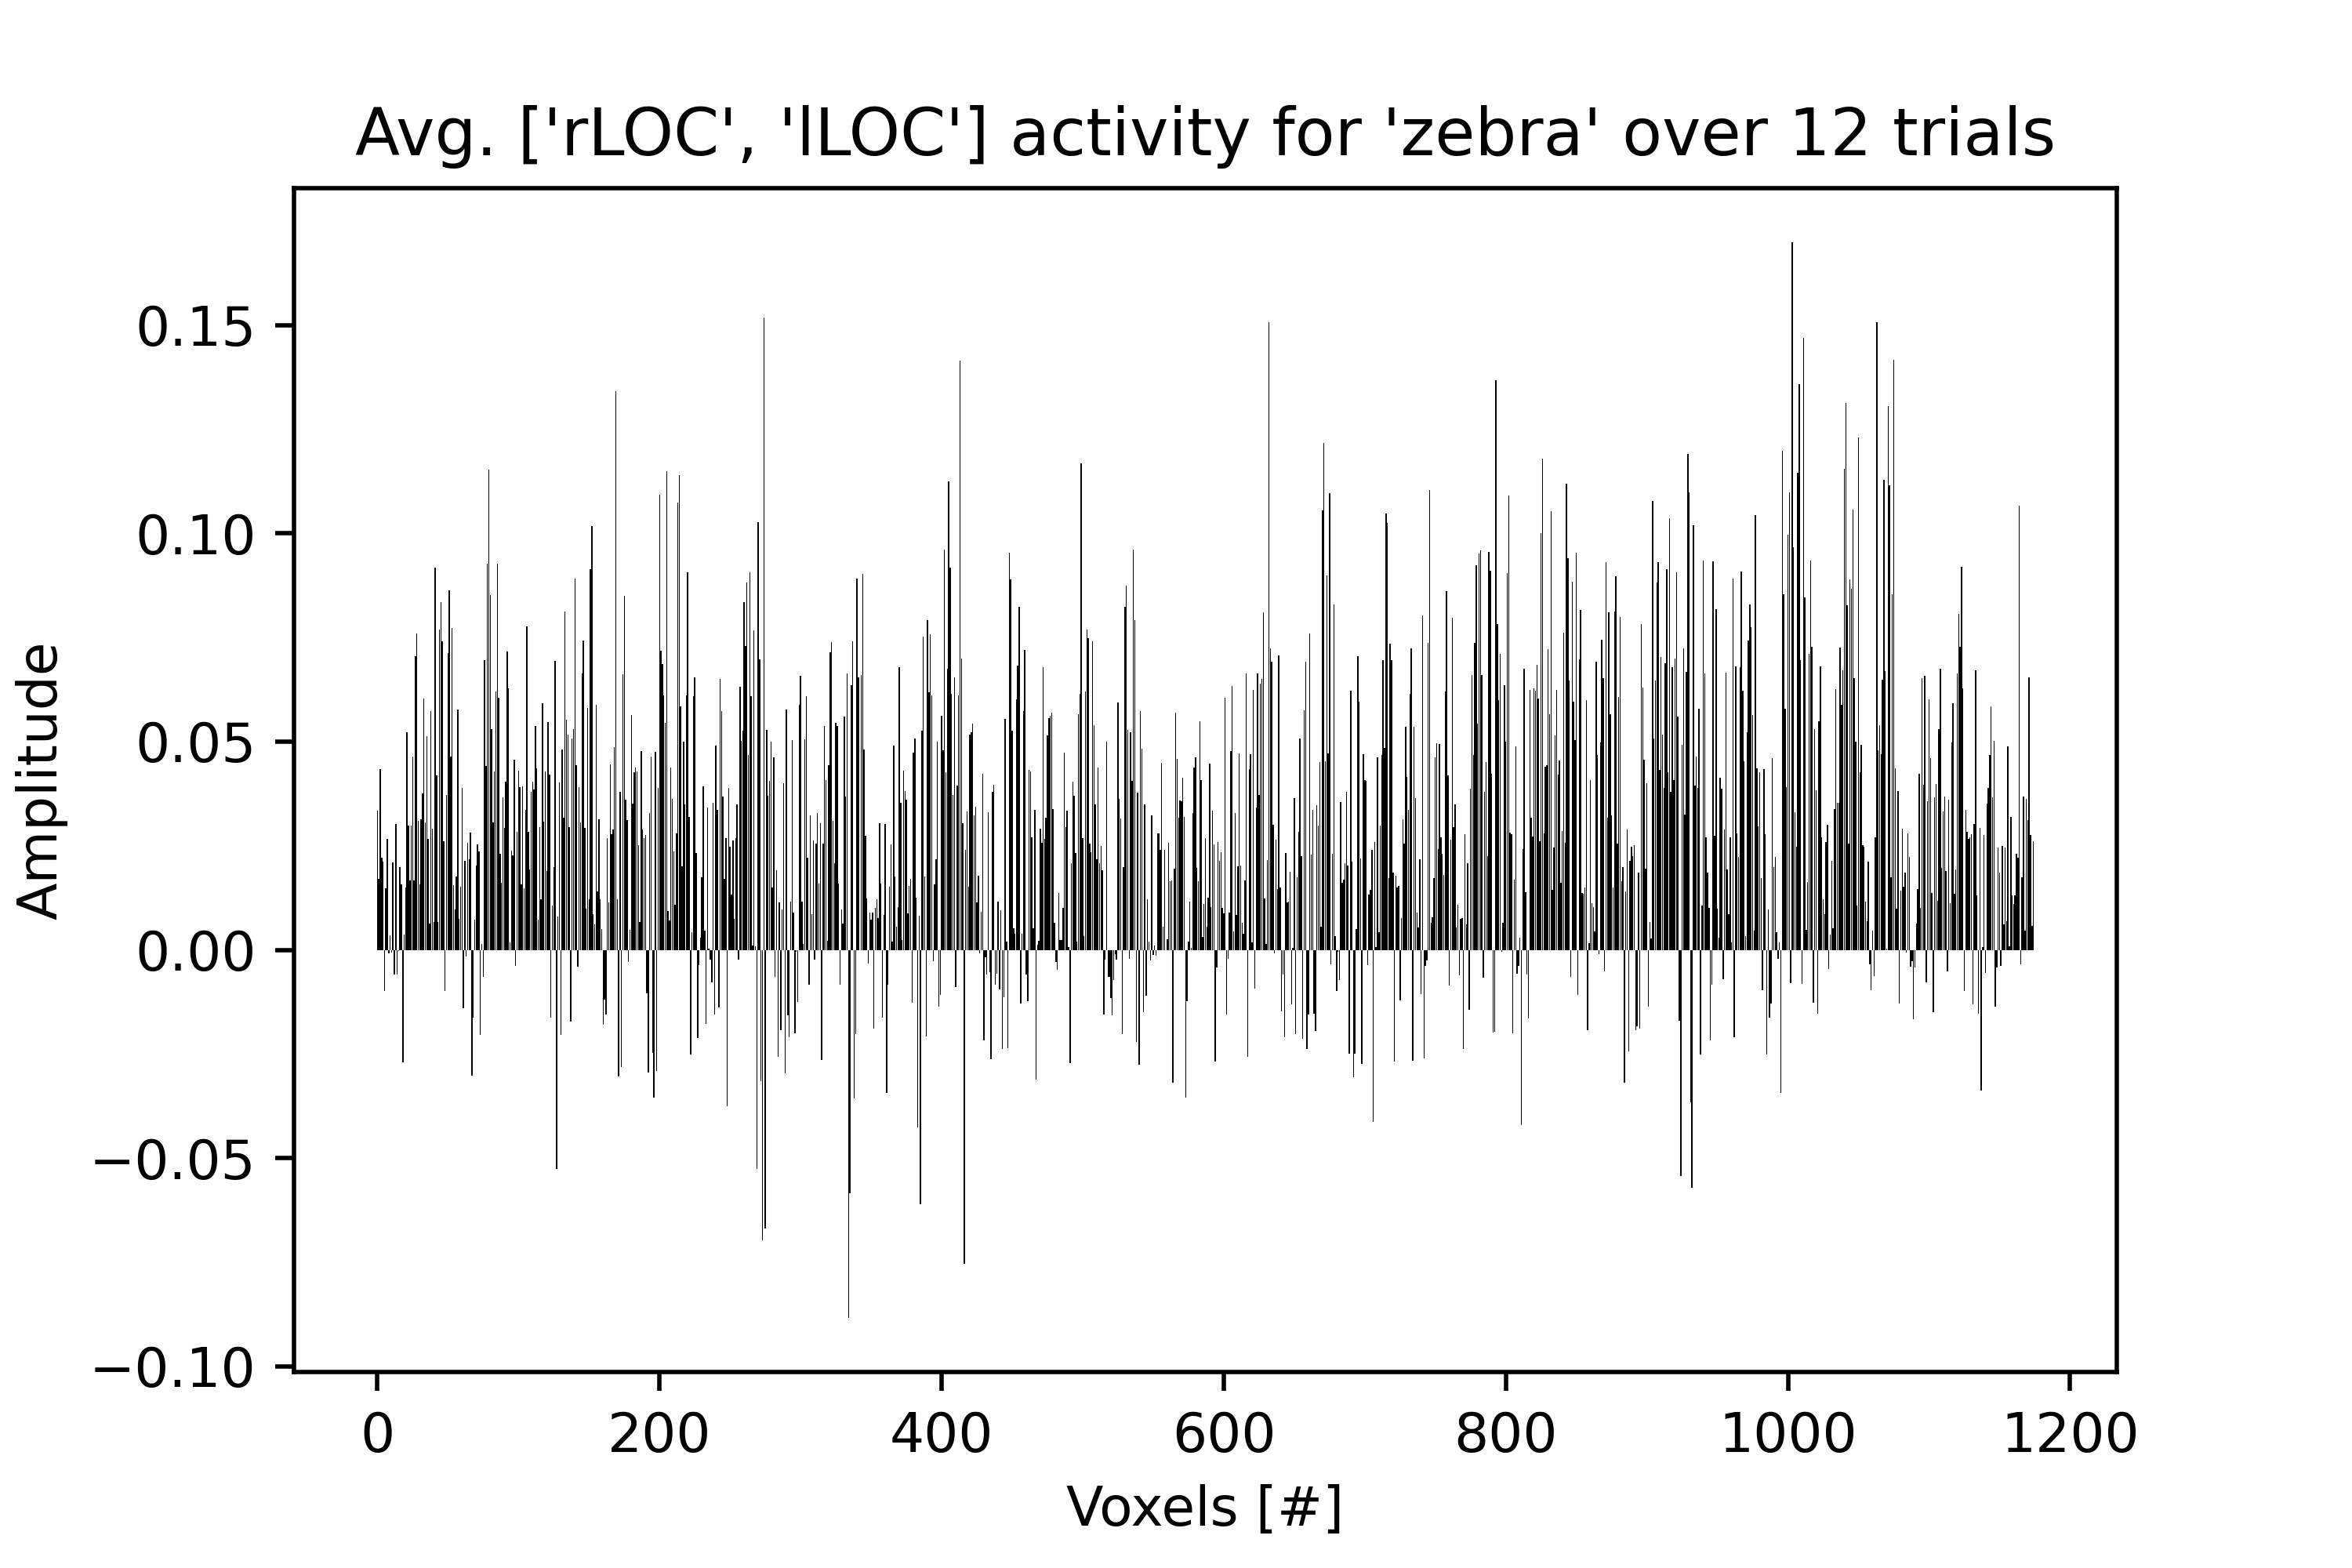 Avg. ['rLOC', 'lLOC'] activity for 'zebra' over 12 trials
Amplitude
0.15
0.10
0.05
0.00
−0.05
−0.10
0 200 400 600 800 1000 1200
Voxels [#]